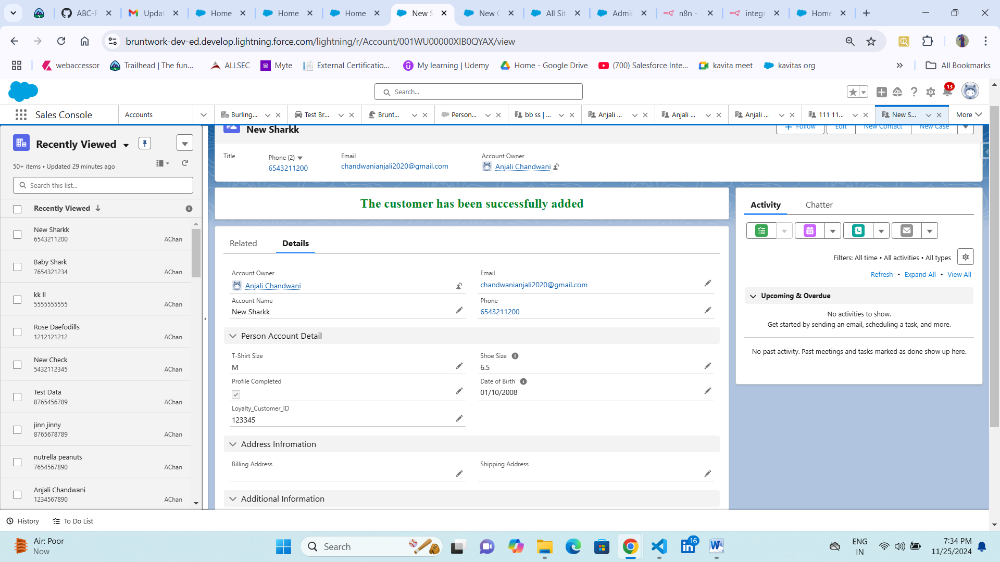 ABC-F
Updat
Home
Home
Home
New S
New C
All Sit
Admin
n8n -
integr
Home
bruntwork-dev-ed.develop.lightning.force.com/lightning/r/Account/001WU00000XIB0QYAX/view
webaccessor
Trailhead | The fun...
ALLSEC
Myte
External Certificatio...
My learning | Udemy
Home - Google Drive
(700) Salesforce Inte...
kavita meet
kavitas org
All Bookmarks
Search...
13
Sales Console
Accounts
Burling...
Test Br...
Brunt...
Person...
bb ss | ...
Anjali ...
Anjali ...
Anjali ...
111 11...
New S...
More
Recently Viewed
50+ items • Updated 29 minutes ago
Search this list...
Recently Viewed
New Sharkk
6543211200
AChan
Baby Shark
7654321234
AChan
kk ll
5555555555
AChan
Rose Daefodills
1212121212
AChan
New Check
5432112345
AChan
Test Data
8765456789
AChan
jinn jinny
8765678789
AChan
nutrella peanuts
7654567890
AChan
Anjali Chandwani
1234567890
AChan
New Sharkk
Follow
Edit
New Contact
New Case
Title
Phone (2)
6543211200
Email
chandwanianjali2020@gmail.com
Account Owner
Anjali Chandwani
The customer has been successfully added
Related
Details
Account Owner
Anjali Chandwani
Email
chandwanianjali2020@gmail.com
Account Name
New Sharkk
Phone
6543211200
Person Account Detail
T-Shirt Size
M
Shoe Size
6.5
Profile Completed
Date of Birth
01/10/2008
Loyalty_Customer_ID
123345
Address Infromation
Billing Address
Shipping Address
Additional Information
Activity
Chatter
Filters: All time • All activities • All types
Refresh • Expand All • View All
Upcoming & Overdue
No activities to show.
Get started by sending an email, scheduling a task, and more.
No past activity. Past meetings and tasks marked as done show up here.
History
To Do List
Air: Poor
Now
Search
16
ENG
IN
7:34 PM
11/25/2024